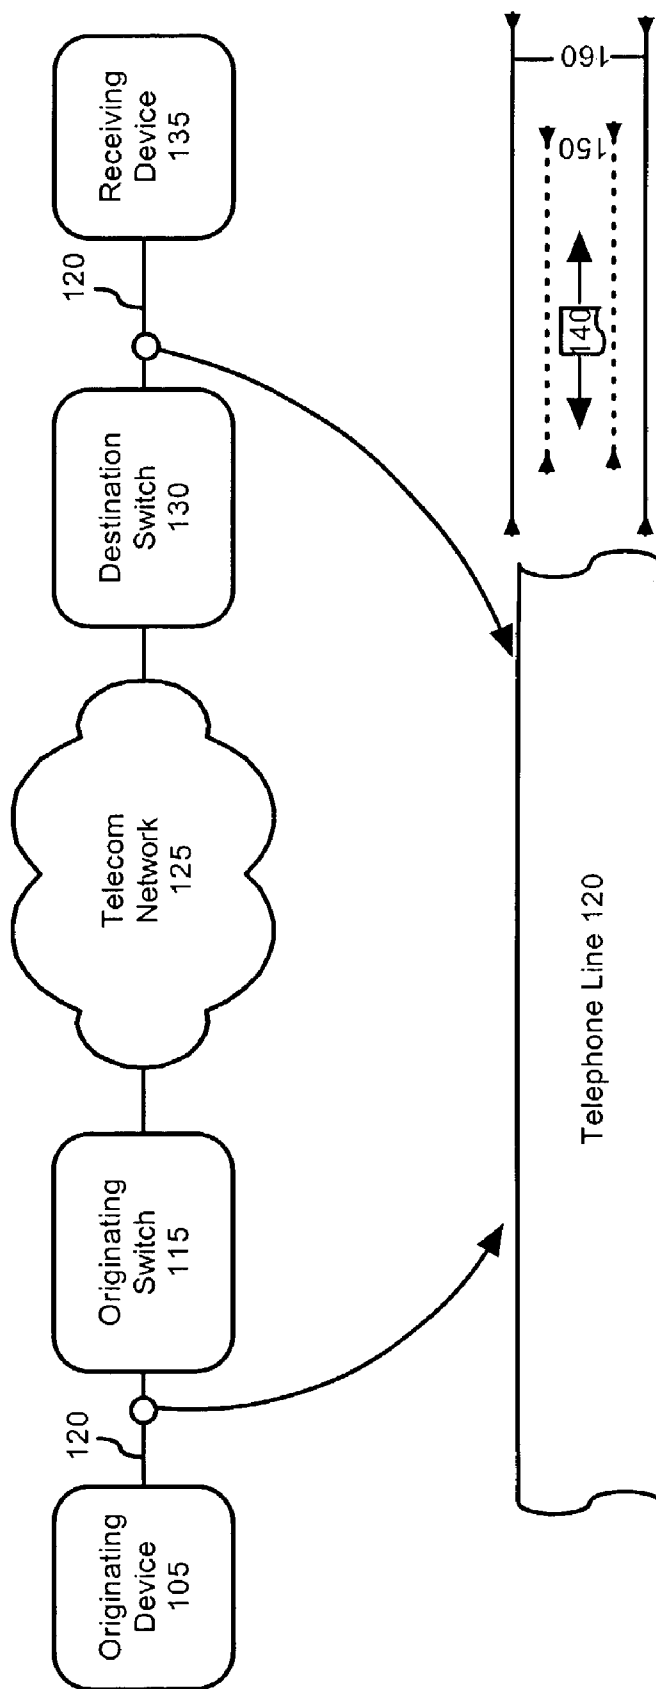 Originating
Device
105
120
Originating
Switch
115
Telecom
Network
125
Destination
Switch
130
120
Receiving
Device
135
Telephone Line 120
140
150
160